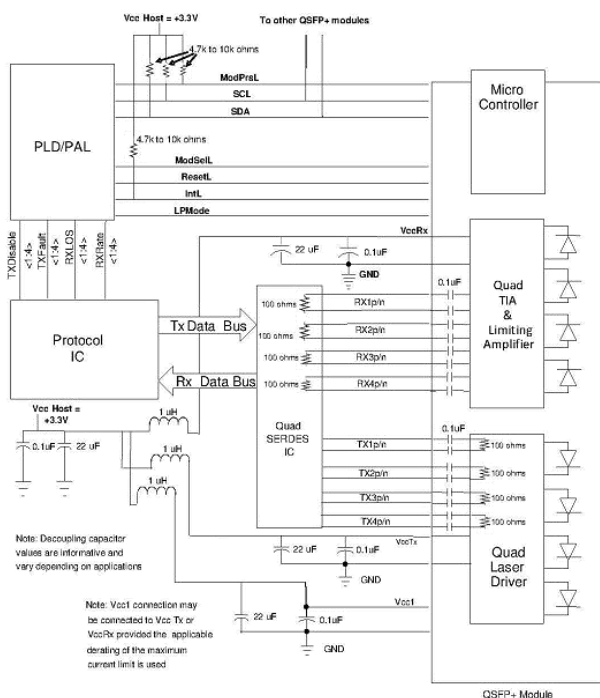 Vcc Host = +3.3V
To other QSFP+ modules
4.7k to 10k ohms
ModPrsL
SCL
SDA
Micro
Controller
PLD/PAL
4.7k to 10k ohms
ModSelL
ResetL
IntL
LPMode
TXDisable
<1:4>
TXFault
<1:4>
RXLOS
<1:4>
RXRate
<1:4>
VccRx
22 uF
0.1uF
GND
0.1uF
Quad
TIA
&
Limiting
Amplifier
100 ohms
RX1p/n
100 ohms
RX2p/n
100 ohms
RX3p/n
100 ohms
RX4p/n
Protocol
IC
Tx Data Bus
Rx Data Bus
Quad
SERDES
IC
Vcc Host =
+3.3V
0.1uF
22 uF
1 uH
1 uH
1 uH
0.1uF
TX1p/n
100 ohms
TX2p/n
100 ohms
TX3p/n
100 ohms
TX4p/n
100 ohms
Quad
Laser
Driver
VccTx
22 uF
0.1uF
GND
Note: Decoupling capacitor
values are informative and
vary depending on applications
Vcc1
22 uF
0.1uF
GND
Note: Vcc1 connection may
be connected to Vcc Tx or
VccRx provided the applicable
derating of the maximum
current limit is used
QSFP+ Module